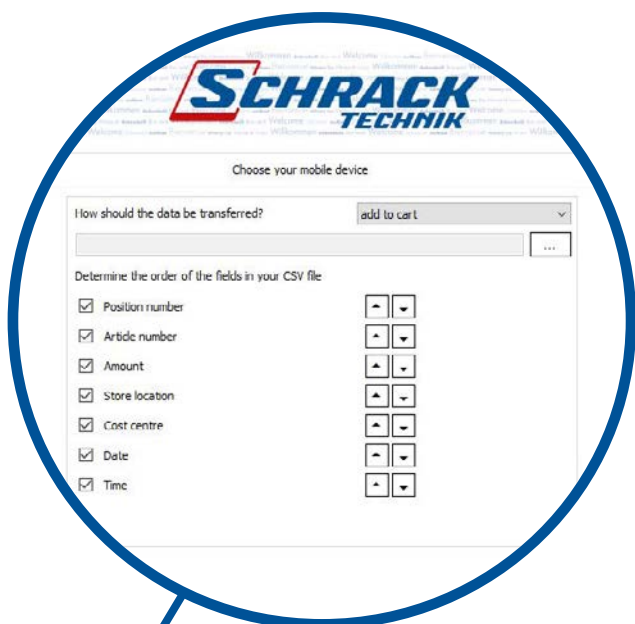 SCHRACK
TECHNIK
Choose your mobile device
How should the data be transferred? add to cart
...
Determine the order of the fields in your CSV file
Position number
Article number
Amount
Store location
Cost centre
Date
Time